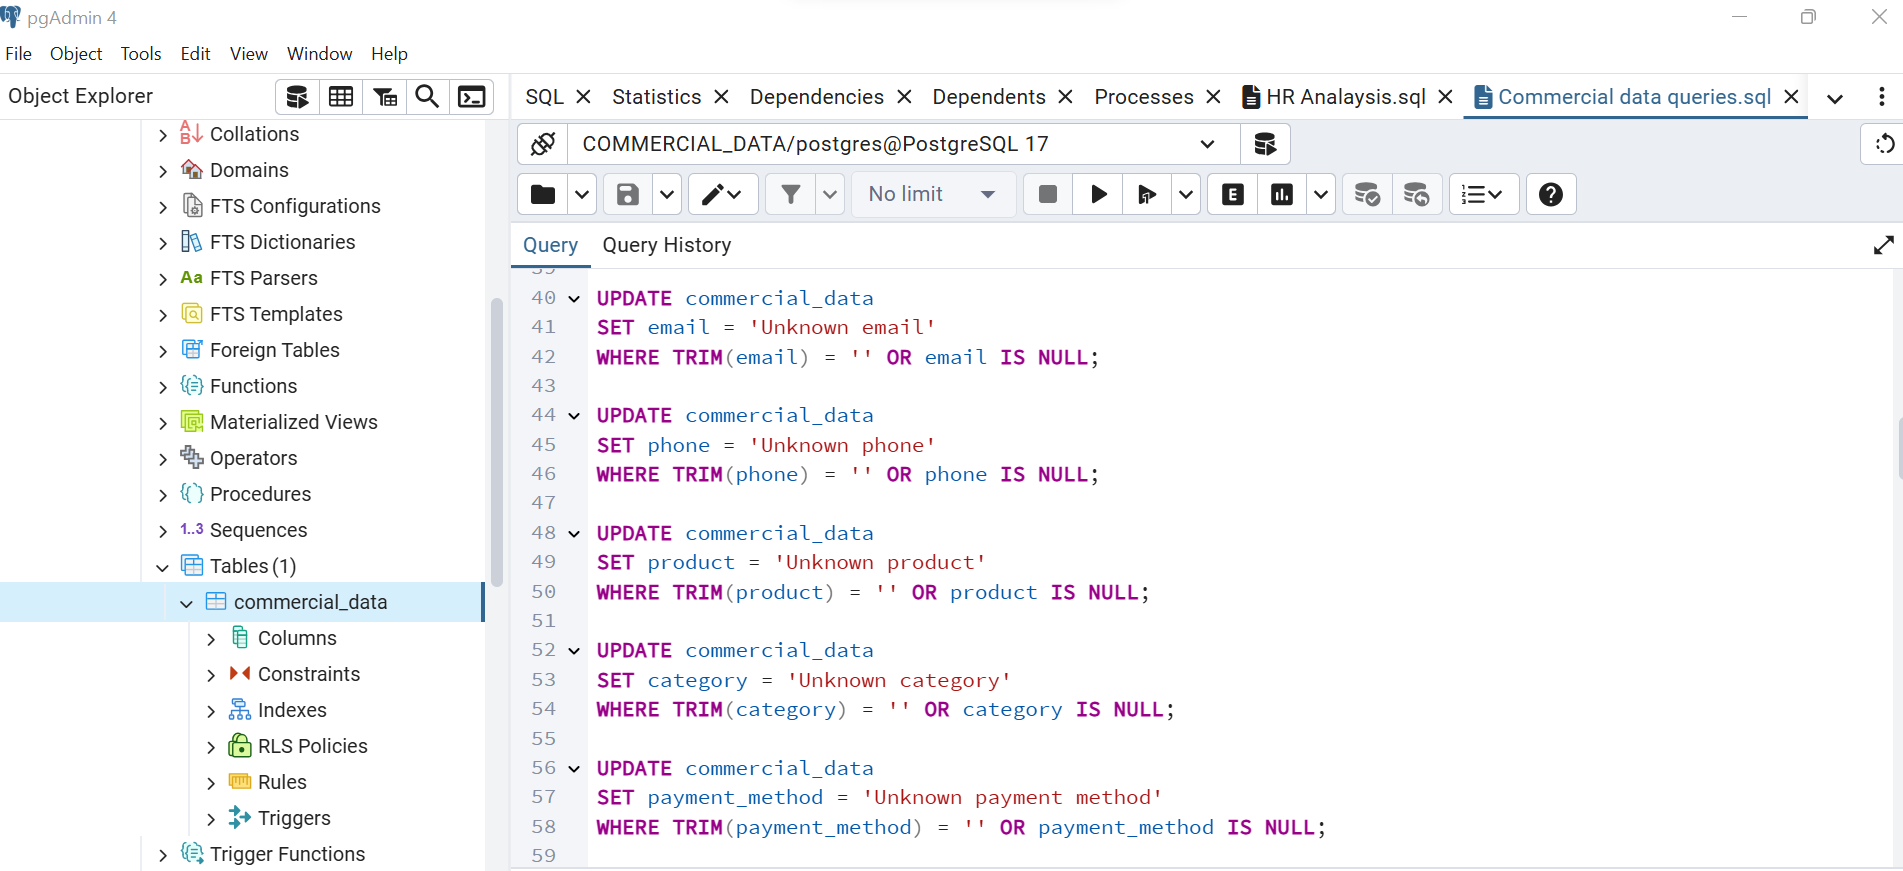 pgAdmin 4
File Object Tools Edit View Window Help
Object Explorer
SQL Statistics Dependencies Dependents Processes HR Analaysis.sql Commercial data queries.sql
COMMERCIAL_DATA/postgres@PostgreSQL 17
No limit
Query Query History
Collations
Domains
FTS Configurations
FTS Dictionaries
Aa FTS Parsers
FTS Templates
Foreign Tables
Functions
Materialized Views
Operators
Procedures
1..3 Sequences
Tables (1)
commercial_data
Columns
Constraints
Indexes
RLS Policies
Rules
Triggers
Trigger Functions
39
40 UPDATE commercial_data
41 SET email = 'Unknown email'
42 WHERE TRIM(email) = '' OR email IS NULL;
43
44 UPDATE commercial_data
45 SET phone = 'Unknown phone'
46 WHERE TRIM(phone) = '' OR phone IS NULL;
47
48 UPDATE commercial_data
49 SET product = 'Unknown product'
50 WHERE TRIM(product) = '' OR product IS NULL;
51
52 UPDATE commercial_data
53 SET category = 'Unknown category'
54 WHERE TRIM(category) = '' OR category IS NULL;
55
56 UPDATE commercial_data
57 SET payment_method = 'Unknown payment method'
58 WHERE TRIM(payment_method) = '' OR payment_method IS NULL;
59